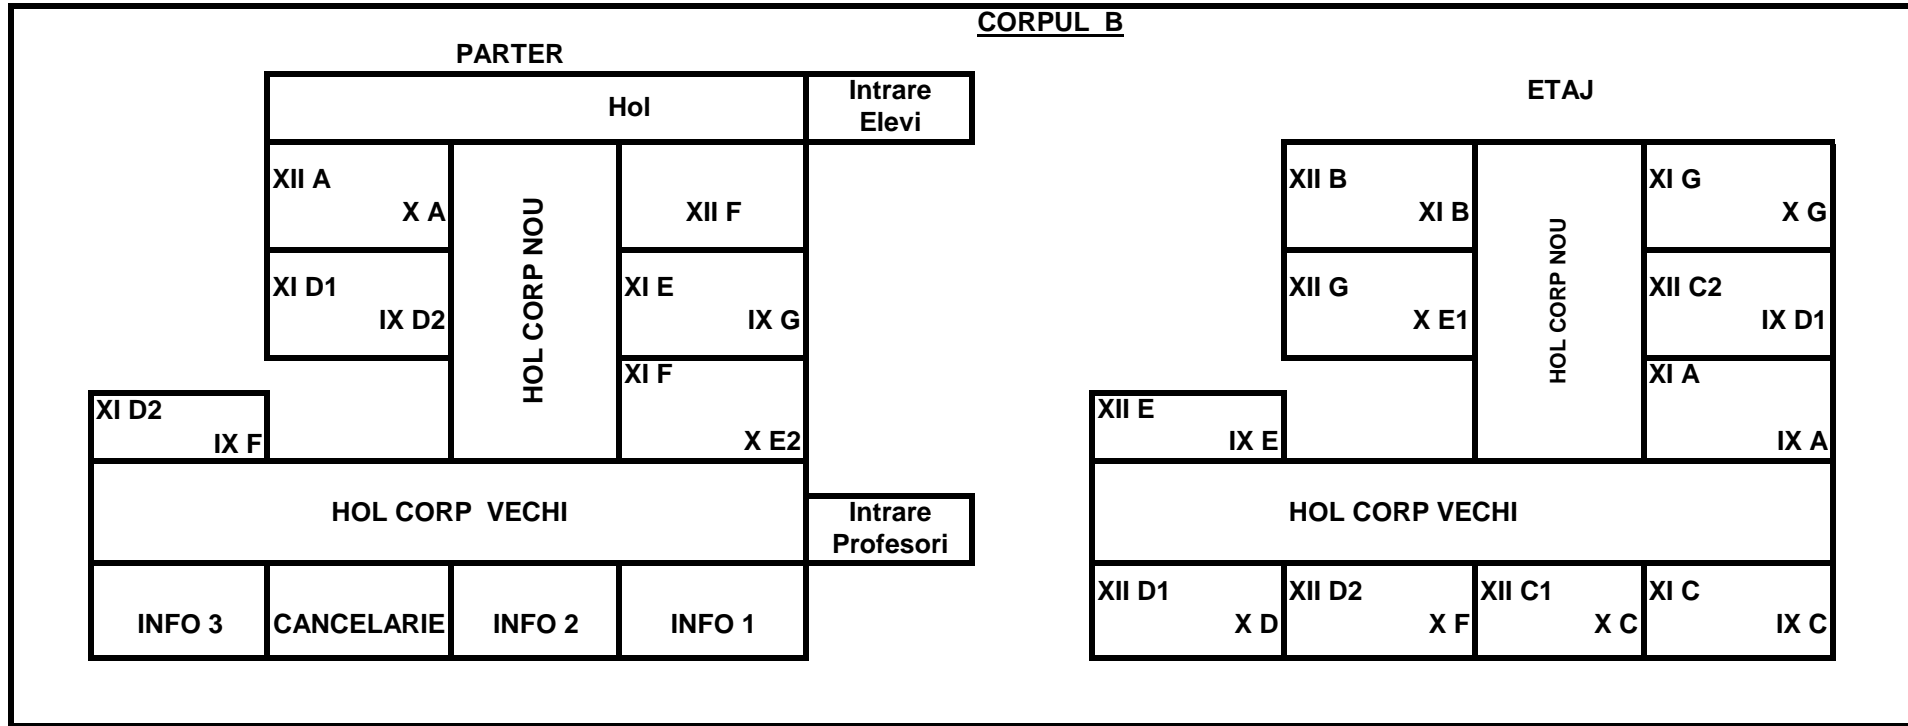 CORPUL  B
PARTER
Hol
Intrare
Elevi
XII A
X A
HOL CORP NOU
XII F
XI D1
IX D2
XI E
IX G
XI F
X E2
XI D2
IX F
HOL CORP  VECHI
Intrare
Profesori
INFO 3
CANCELARIE
INFO 2
INFO 1
ETAJ
XII B
XI B
HOL CORP NOU
XI G
X G
XII G
X E1
XII C2
IX D1
XI A
IX A
XII E
IX E
HOL CORP VECHI
XII D1
X D
XII D2
X F
XII C1
X C
XI C
IX C